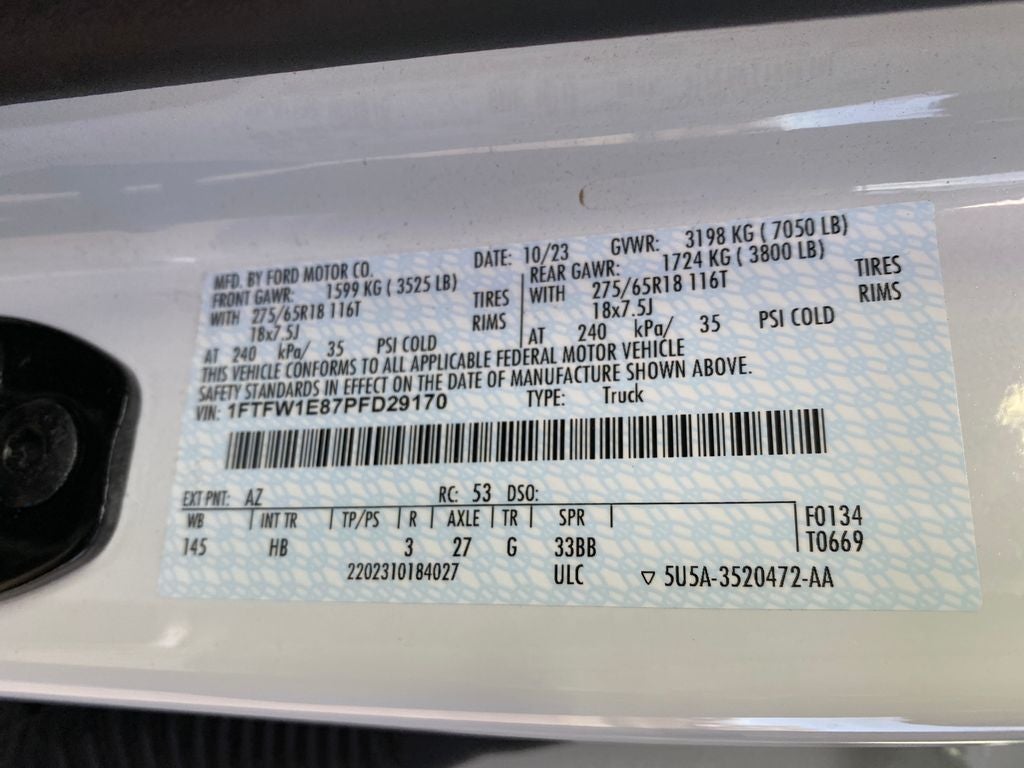 MFD. BY FORD MOTOR CO. DATE: 10/23 GVWR: 3198 KG ( 7050 LB)
FRONT GAWR: 1599 KG ( 3525 LB) REAR GAWR: 1724 KG ( 3800 LB)
WITH 275/65R18 116T TIRES WITH 275/65R18 116T TIRES
18x7.5J RIMS 18x7.5J RIMS
AT 240 kPa/ 35 PSI COLD AT 240 kPa/ 35 PSI COLD
THIS VEHICLE CONFORMS TO ALL APPLICABLE FEDERAL MOTOR VEHICLE
SAFETY STANDARDS IN EFFECT ON THE DATE OF MANUFACTURE SHOWN ABOVE.
VIN: 1FTFW1E87PFD29170 TYPE: Truck
EXT PNT: AZ RC: 53 DSO:
WB INT TR TP/PS R AXLE TR SPR F0134
145 HB 3 27 G 33BB T0669
2202310184027 ULC ▽ 5U5A-3520472-AA